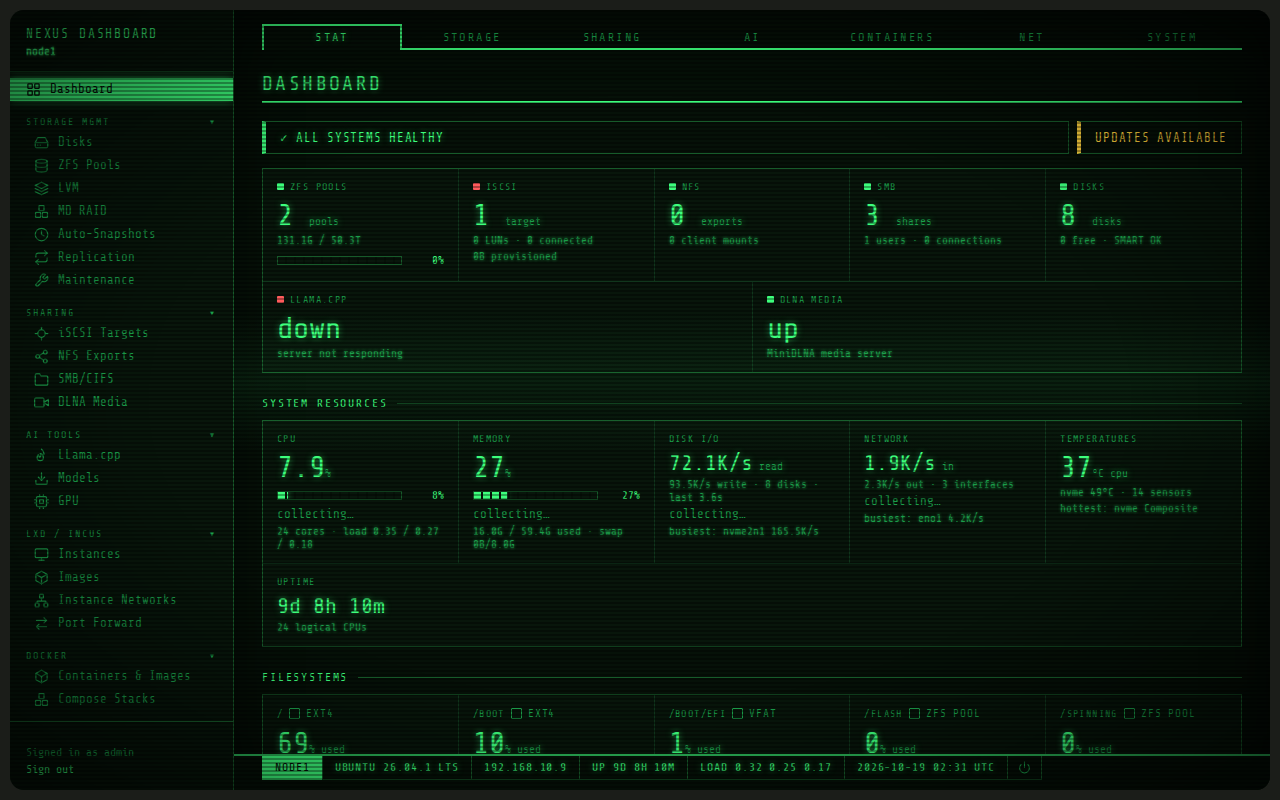 NEXUS DASHBOARD
node1
Dashboard
STORAGE MGMT
Disks
ZFS Pools
LVM
MD RAID
Auto-Snapshots
Replication
Maintenance
SHARING
iSCSI Targets
NFS Exports
SMB/CIFS
DLNA Media
AI TOOLS
Llama.cpp
Models
GPU
LXD / INCUS
Instances
Images
Instance Networks
Port Forward
DOCKER
Containers & Images
Compose Stacks
Signed in as admin
Sign out
STAT STORAGE SHARING AI CONTAINERS NET SYSTEM
DASHBOARD
✓ ALL SYSTEMS HEALTHY
UPDATES AVAILABLE
ZFS POOLS
2 pools
131.1G / 50.3T
0%
ISCSI
1 target
0 LUNs · 0 connected
0B provisioned
NFS
0 exports
0 client mounts
SMB
3 shares
1 users · 0 connections
DISKS
8 disks
0 free · SMART OK
LLAMA.CPP
down
server not responding
DLNA MEDIA
up
MiniDLNA media server
SYSTEM RESOURCES
CPU
7.9%
8%
collecting…
24 cores · load 0.35 / 0.27
/ 0.18
MEMORY
27%
27%
collecting…
16.0G / 59.4G used · swap
0B/8.0G
DISK I/O
72.1K/s read
93.5K/s write · 8 disks ·
last 3.6s
collecting…
busiest: nvme2n1 165.5K/s
NETWORK
1.9K/s in
2.3K/s out · 3 interfaces
collecting…
busiest: eno1 4.2K/s
TEMPERATURES
37°C cpu
nvme 49°C · 14 sensors
hottest: nvme Composite
UPTIME
9d 8h 10m
24 logical CPUs
FILESYSTEMS
/ EXT4
69% used
/BOOT EXT4
10% used
/BOOT/EFI VFAT
1% used
/FLASH ZFS POOL
0% used
/SPINNING ZFS POOL
0% used
NODE1 UBUNTU 26.04.1 LTS 192.168.10.9 UP 9D 8H 10M LOAD 0.32 0.25 0.17 2026-10-19 02:31 UTC